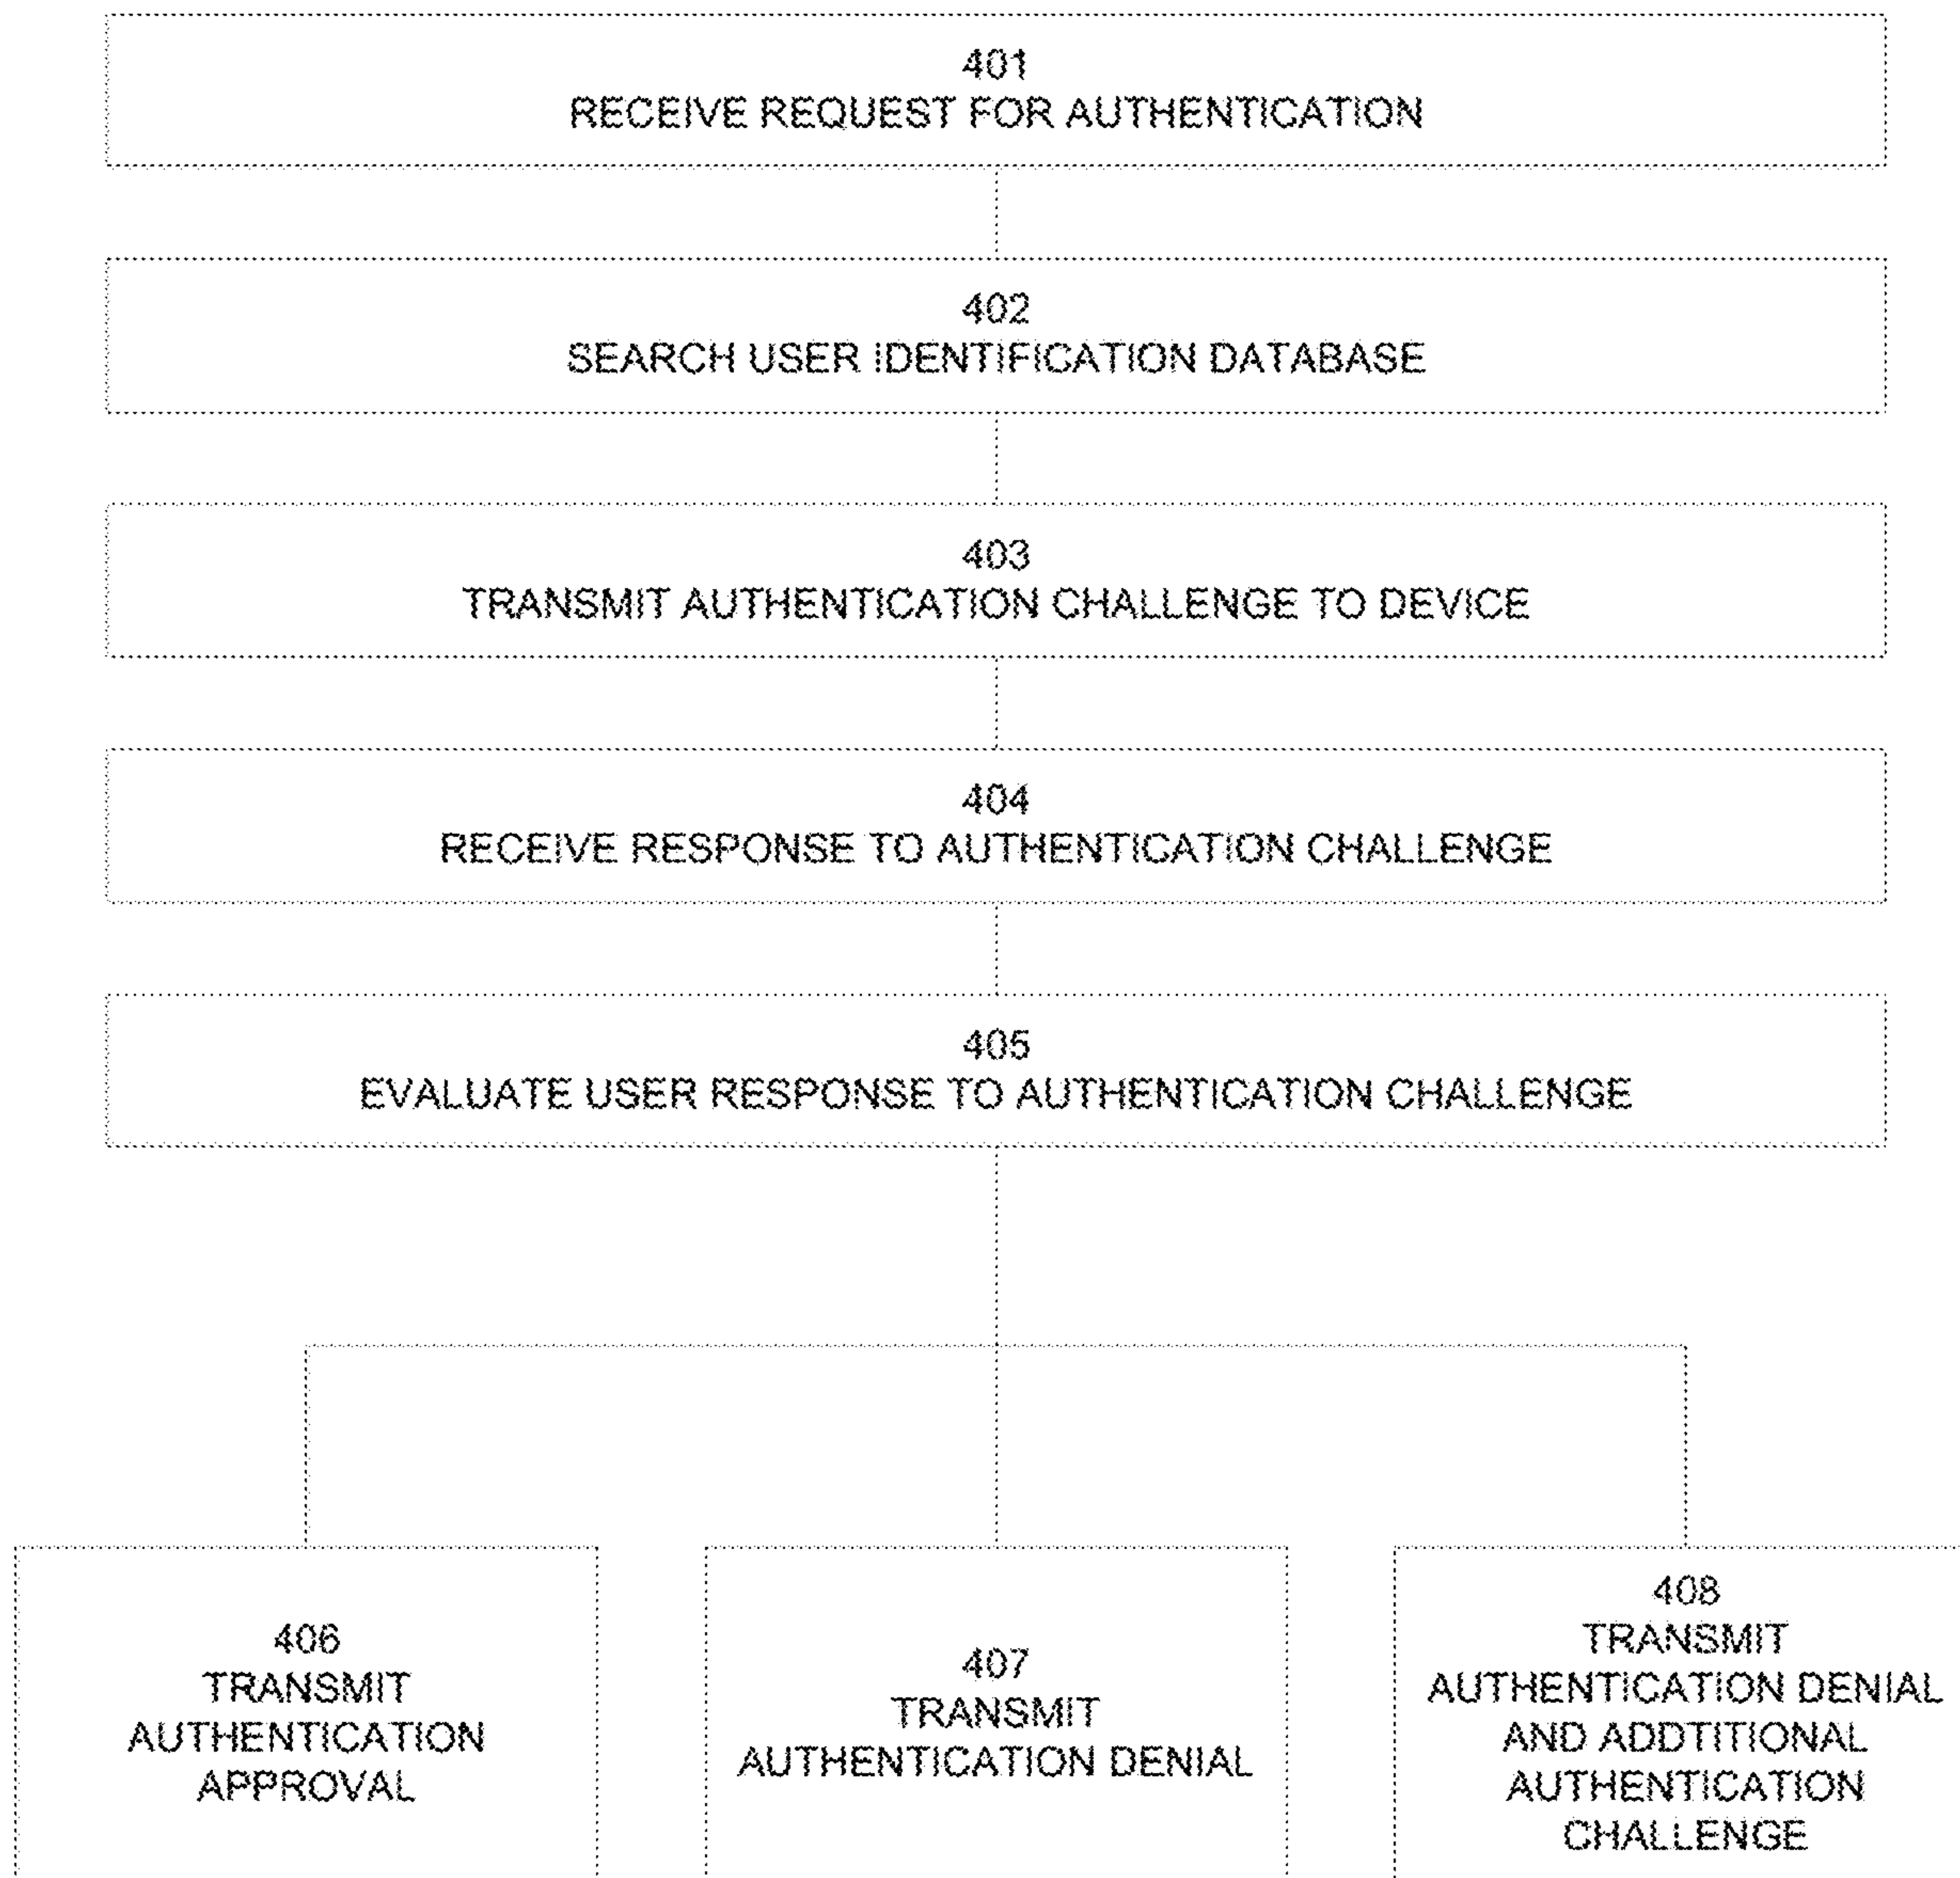 401
RECEIVE REQUEST FOR AUTHENTICATION
402
SEARCH USER IDENTIFICATION DATABASE
403
TRANSMIT AUTHENTICATION CHALLENGE TO DEVICE
404
RECEIVE RESPONSE TO AUTHENTICATION CHALLENGE
405
EVALUATE USER RESPONSE TO AUTHENTICATION CHALLENGE
406
TRANSMIT
AUTHENTICATION
APPROVAL
407
TRANSMIT
AUTHENTICATION DENIAL
408
TRANSMIT
AUTHENTICATION DENIAL
AND ADDTITIONAL
AUTHENTICATION
CHALLENGE